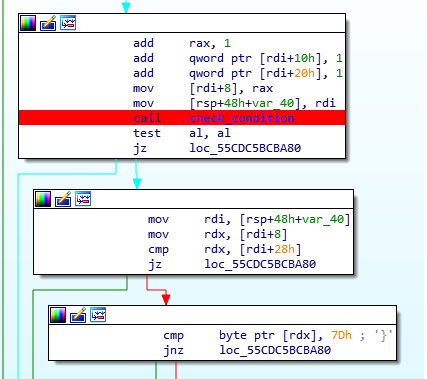 add rax, 1
add qword ptr [rdi+10h], 1
add qword ptr [rdi+20h], 1
mov [rdi+8], rax
mov [rsp+48h+var_40], rdi
call check_condition
test al, al
jz loc_55CDC5BCBA80
mov rdi, [rsp+48h+var_40]
mov rdx, [rdi+8]
cmp rdx, [rdi+28h]
jz loc_55CDC5BCBA80
cmp byte ptr [rdx], 7Dh ; '}'
jnz loc_55CDC5BCBA80